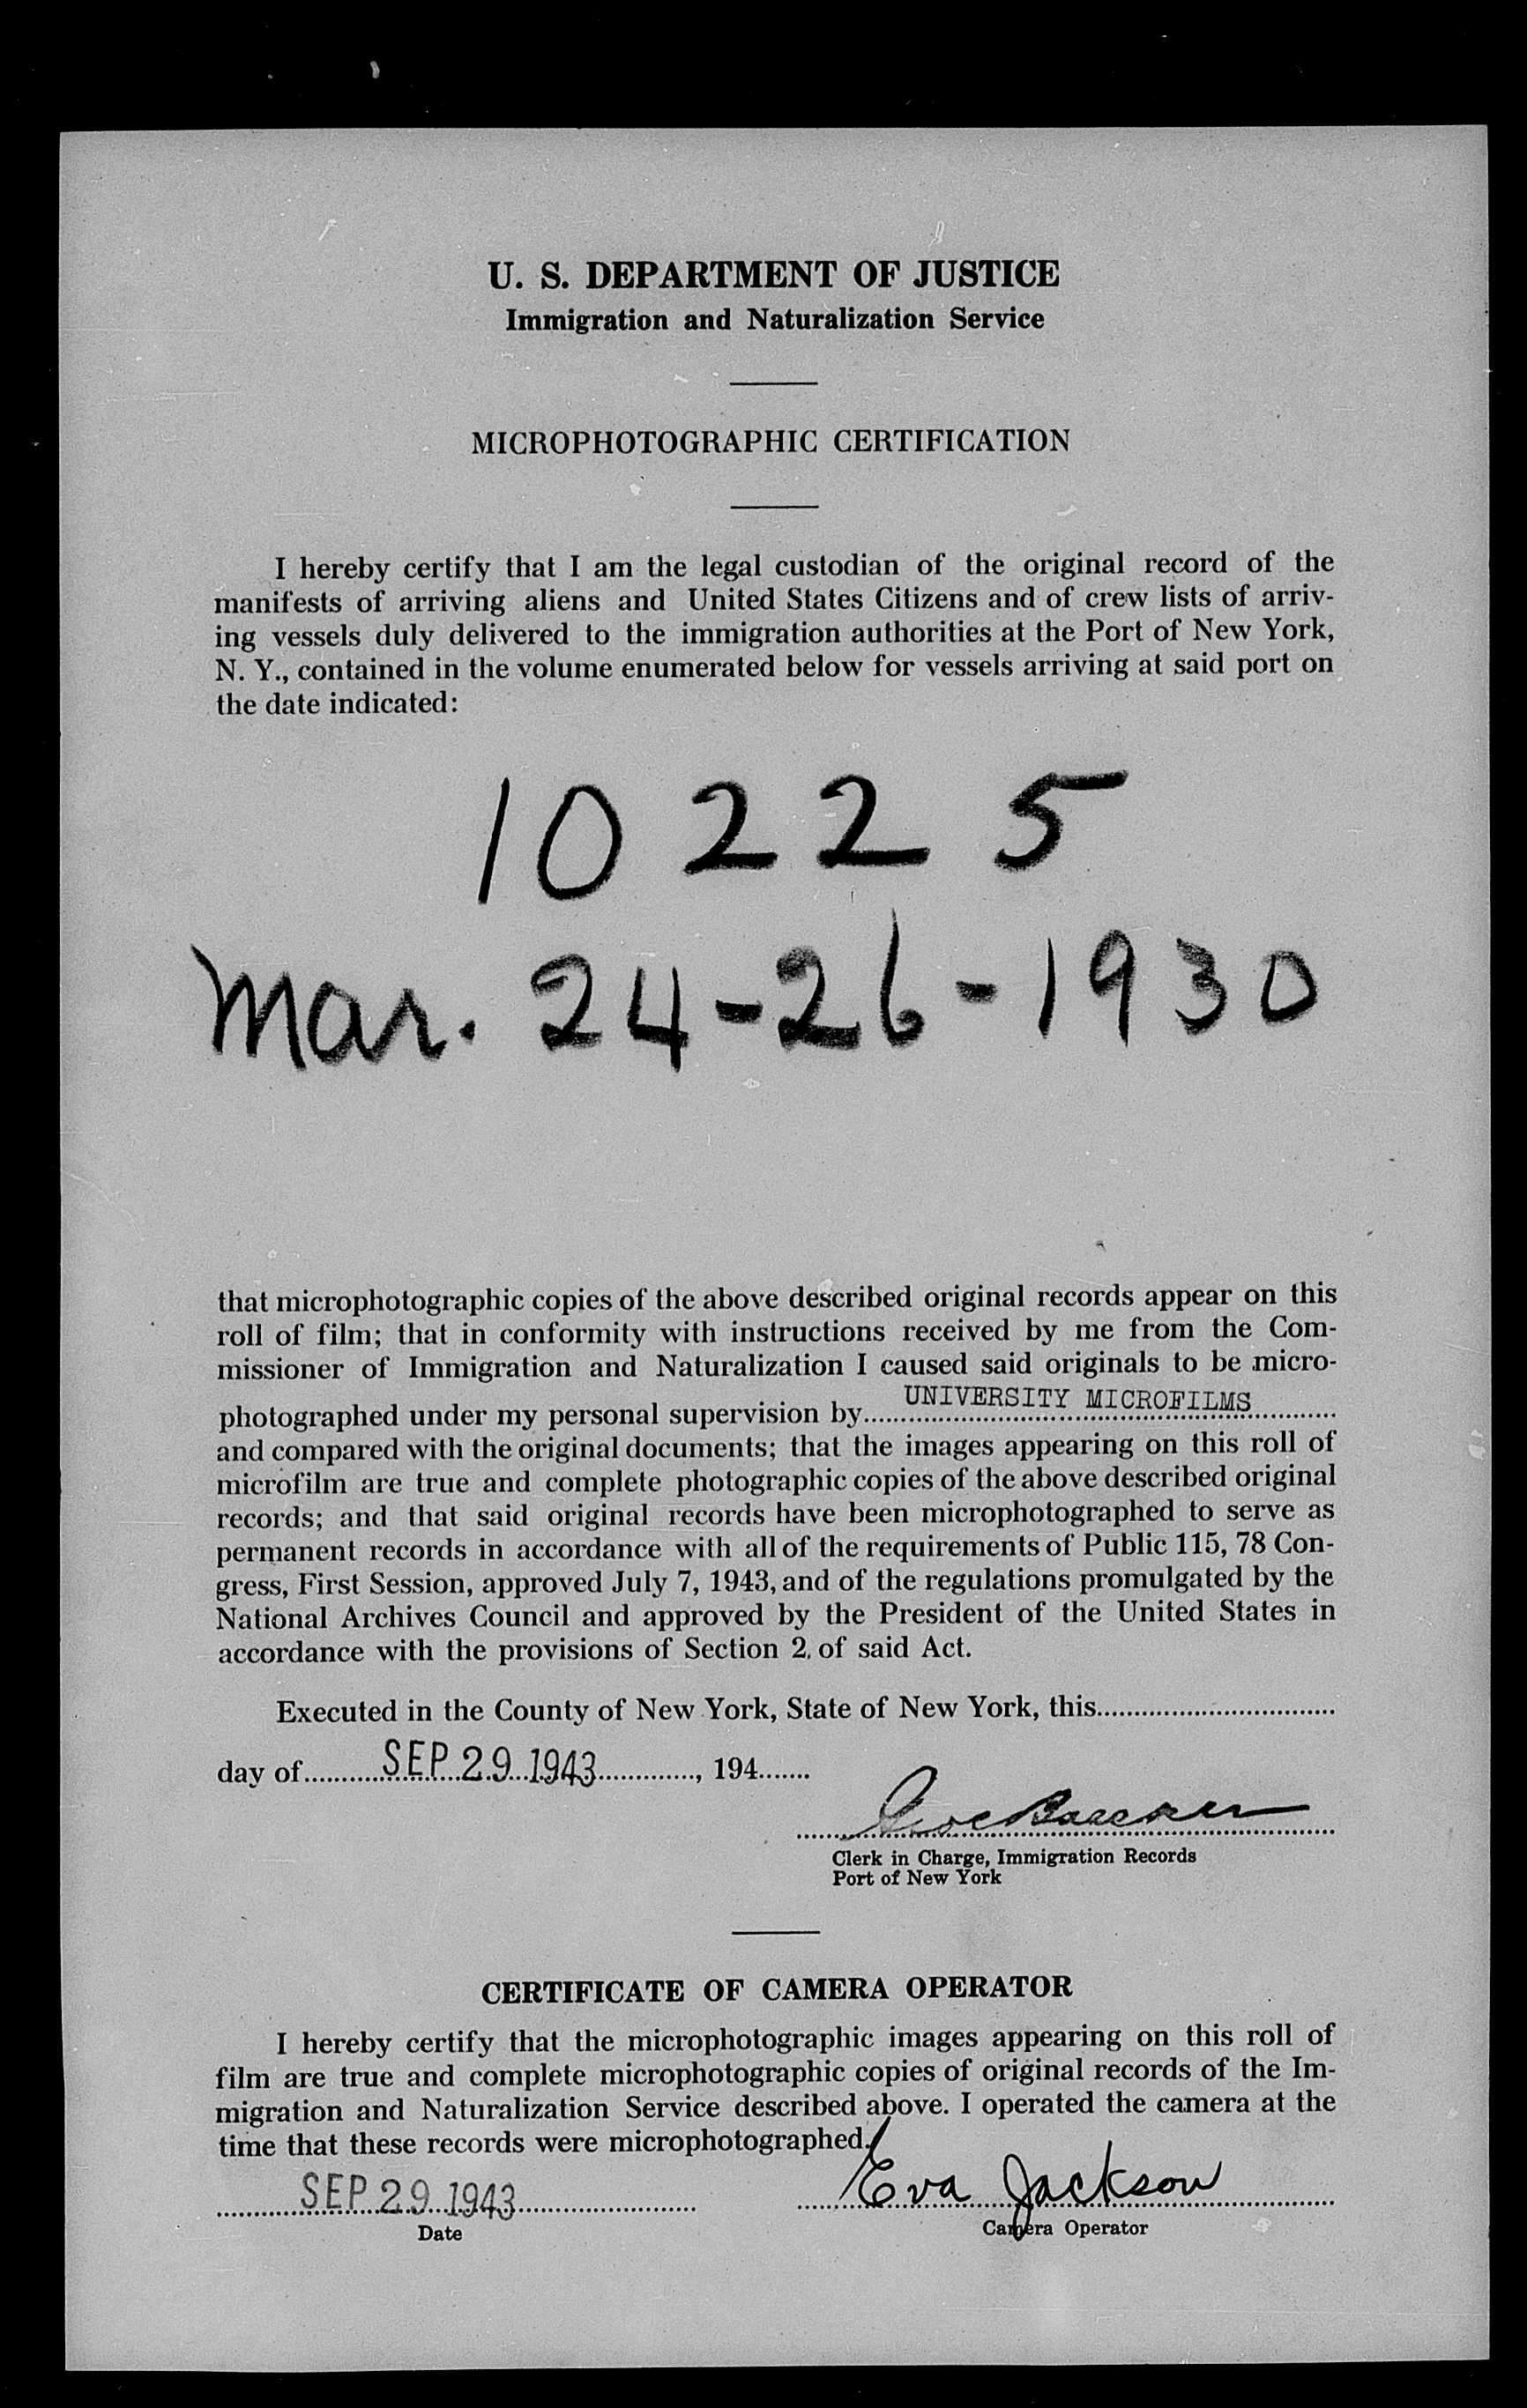 U. S. DEPARTMENT OF JUSTICE
Immigration and Naturalization Service
MICROPHOTOGRAPHIC CERTIFICATION
I hereby certify that I am the legal custodian of the original record of the
manifests of arriving aliens and United States Citizens and of crew lists of arriv-
ing vessels duly delivered to the immigration authorities at the Port of New York,
N. Y., contained in the volume enumerated below for vessels arriving at said port on
the date indicated:
10225
Mar. 24-26-1930
that microphotographic copies of the above described original records appear on this
roll of film; that in conformity with instructions received by me from the Com-
missioner of Immigration and Naturalization I caused said originals to be micro-
photographed under my personal supervision by UNIVERSITY MICROFILMS
and compared with the original documents; that the images appearing on this roll of
microfilm are true and complete photographic copies of the above described original
records; and that said original records have been microphotographed to serve as
permanent records in accordance with all of the requirements of Public 115, 78 Con-
gress, First Session, approved July 7, 1943, and of the regulations promulgated by the
National Archives Council and approved by the President of the United States in
accordance with the provisions of Section 2. of said Act.
Executed in the County of New York, State of New York, this
day of SEP 29 1943, 194
Clerk in Charge, Immigration Records
Port of New York
CERTIFICATE OF CAMERA OPERATOR
I hereby certify that the microphotographic images appearing on this roll of
film are true and complete microphotographic copies of original records of the Im-
migration and Naturalization Service described above. I operated the camera at the
time that these records were microphotographed.
SEP 29 1943 Eva Jackson
Date Camera Operator